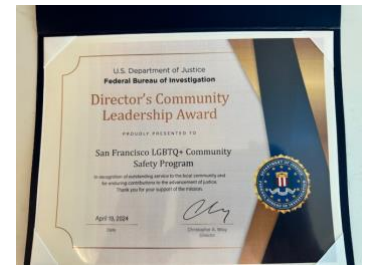 U.S. Department of Justice
Federal Bureau of Investigation
Director's Community
Leadership Award
PROUDLY PRESENTED TO
San Francisco LGBTQ+ Community
Safety Program
In recognition of outstanding service to the local community and
for enduring contributions to the advancement of justice.
Thank you for your support of the mission.
April 19, 2024
Date
Christopher A. Wray
Director